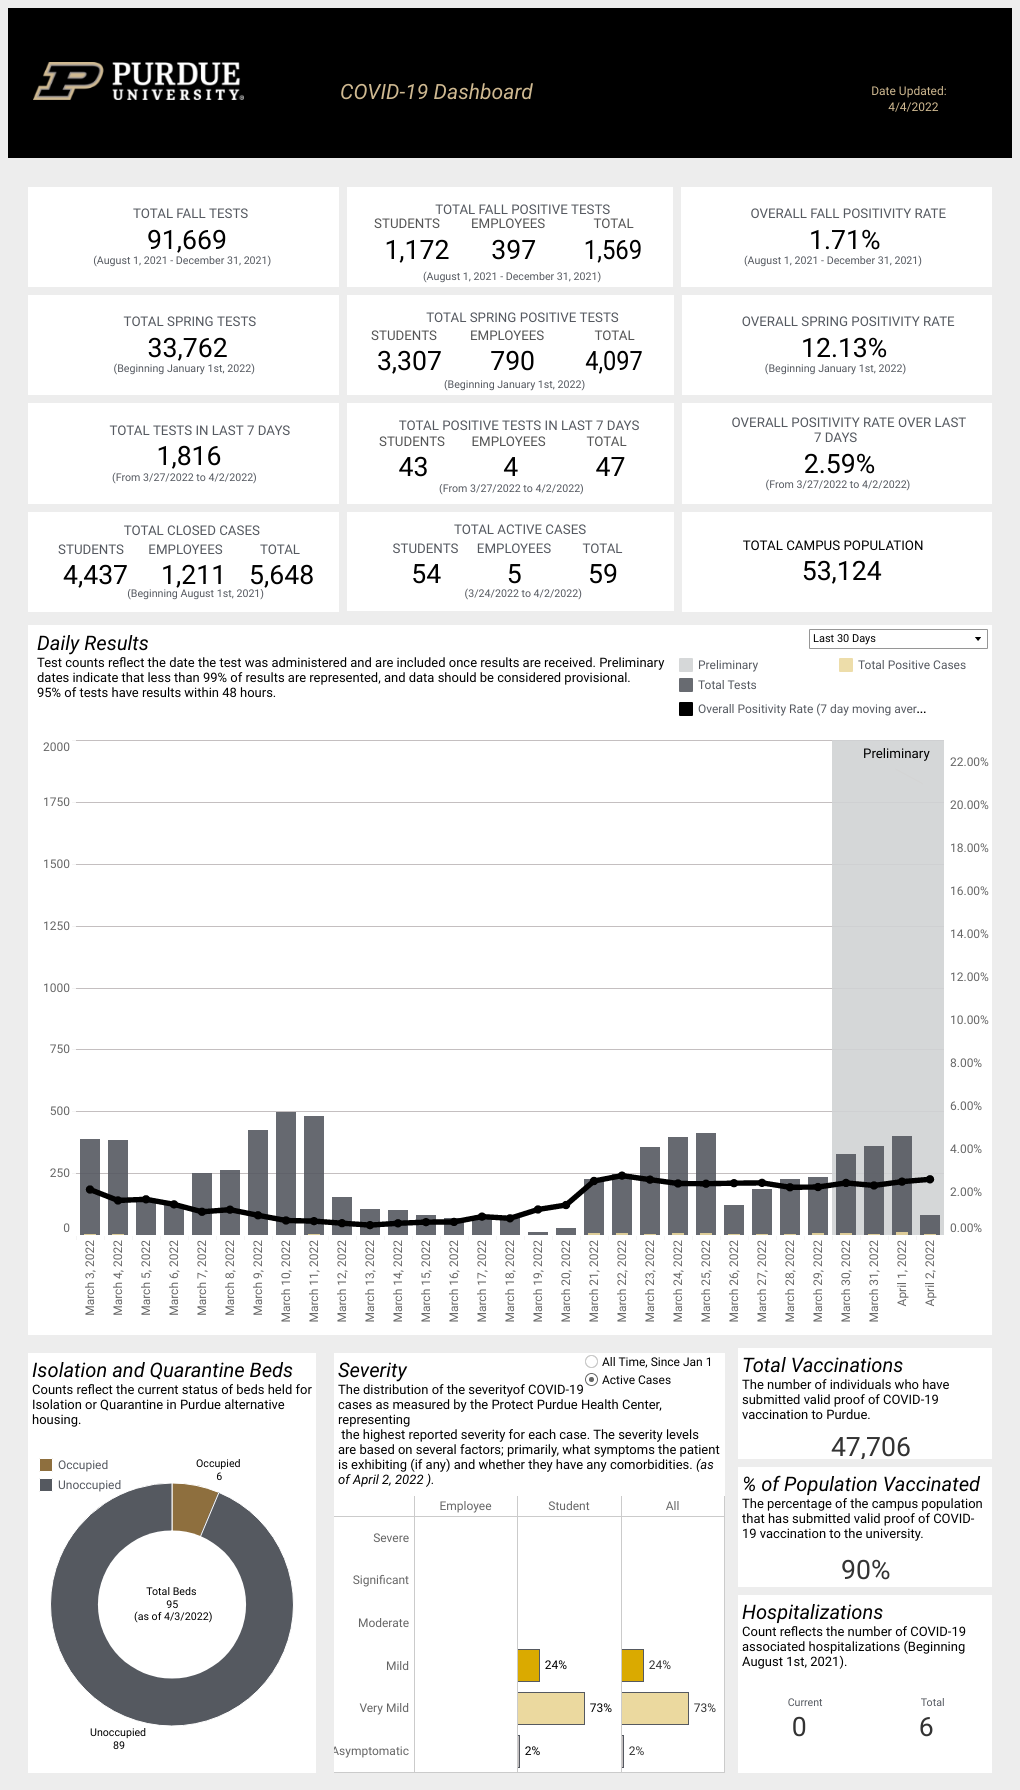 PURDUE
UNIVERSITY®
COVID-19 Dashboard
Date Updated:
4/4/2022
TOTAL FALL TESTS
91,669
(August 1, 2021 - December 31, 2021)
TOTAL FALL POSITIVE TESTS
STUDENTS EMPLOYEES TOTAL
1,172 397 1,569
(August 1, 2021 - December 31, 2021)
OVERALL FALL POSITIVITY RATE
1.71%
(August 1, 2021 - December 31, 2021)
TOTAL SPRING TESTS
33,762
(Beginning January 1st, 2022)
TOTAL SPRING POSITIVE TESTS
STUDENTS EMPLOYEES TOTAL
3,307 790 4,097
(Beginning January 1st, 2022)
OVERALL SPRING POSITIVITY RATE
12.13%
(Beginning January 1st, 2022)
TOTAL TESTS IN LAST 7 DAYS
1,816
(From 3/27/2022 to 4/2/2022)
TOTAL POSITIVE TESTS IN LAST 7 DAYS
STUDENTS EMPLOYEES TOTAL
43 4 47
(From 3/27/2022 to 4/2/2022)
OVERALL POSITIVITY RATE OVER LAST
7 DAYS
2.59%
(From 3/27/2022 to 4/2/2022)
TOTAL CLOSED CASES
STUDENTS EMPLOYEES TOTAL
4,437 1,211 5,648
(Beginning August 1st, 2021)
TOTAL ACTIVE CASES
STUDENTS EMPLOYEES TOTAL
54 5 59
(3/24/2022 to 4/2/2022)
TOTAL CAMPUS POPULATION
53,124
Daily Results
Test counts reflect the date the test was administered and are included once results are received. Preliminary
dates indicate that less than 99% of results are represented, and data should be considered provisional.
95% of tests have results within 48 hours.
Last 30 Days
Preliminary
Total Positive Cases
Total Tests
Overall Positivity Rate (7 day moving aver...
Preliminary
2000
1750
1500
1250
1000
750
500
250
0
22.00%
20.00%
18.00%
16.00%
14.00%
12.00%
10.00%
8.00%
6.00%
4.00%
2.00%
0.00%
March 3, 2022
March 4, 2022
March 5, 2022
March 6, 2022
March 7, 2022
March 8, 2022
March 9, 2022
March 10, 2022
March 11, 2022
March 12, 2022
March 13, 2022
March 14, 2022
March 15, 2022
March 16, 2022
March 17, 2022
March 18, 2022
March 19, 2022
March 20, 2022
March 21, 2022
March 22, 2022
March 23, 2022
March 24, 2022
March 25, 2022
March 26, 2022
March 27, 2022
March 28, 2022
March 29, 2022
March 30, 2022
March 31, 2022
April 1, 2022
April 2, 2022
Isolation and Quarantine Beds
Counts reflect the current status of beds held for
Isolation or Quarantine in Purdue alternative
housing.
Occupied
Unoccupied
Occupied
6
Total Beds
95
(as of 4/3/2022)
Unoccupied
89
Severity
All Time, Since Jan 1
Active Cases
The distribution of the severityof COVID-19
cases as measured by the Protect Purdue Health Center,
representing
the highest reported severity for each case. The severity levels
are based on several factors; primarily, what symptoms the patient
is exhibiting (if any) and whether they have any comorbidities. (as
of April 2, 2022 ).
Employee Student All
Severe
Significant
Moderate
Mild 24% 24%
Very Mild 73% 73%
Asymptomatic 2% 2%
Total Vaccinations
The number of individuals who have
submitted valid proof of COVID-19
vaccination to Purdue.
47,706
% of Population Vaccinated
The percentage of the campus population
that has submitted valid proof of COVID-
19 vaccination to the university.
90%
Hospitalizations
Count reflects the number of COVID-19
associated hospitalizations (Beginning
August 1st, 2021).
Current Total
0 6